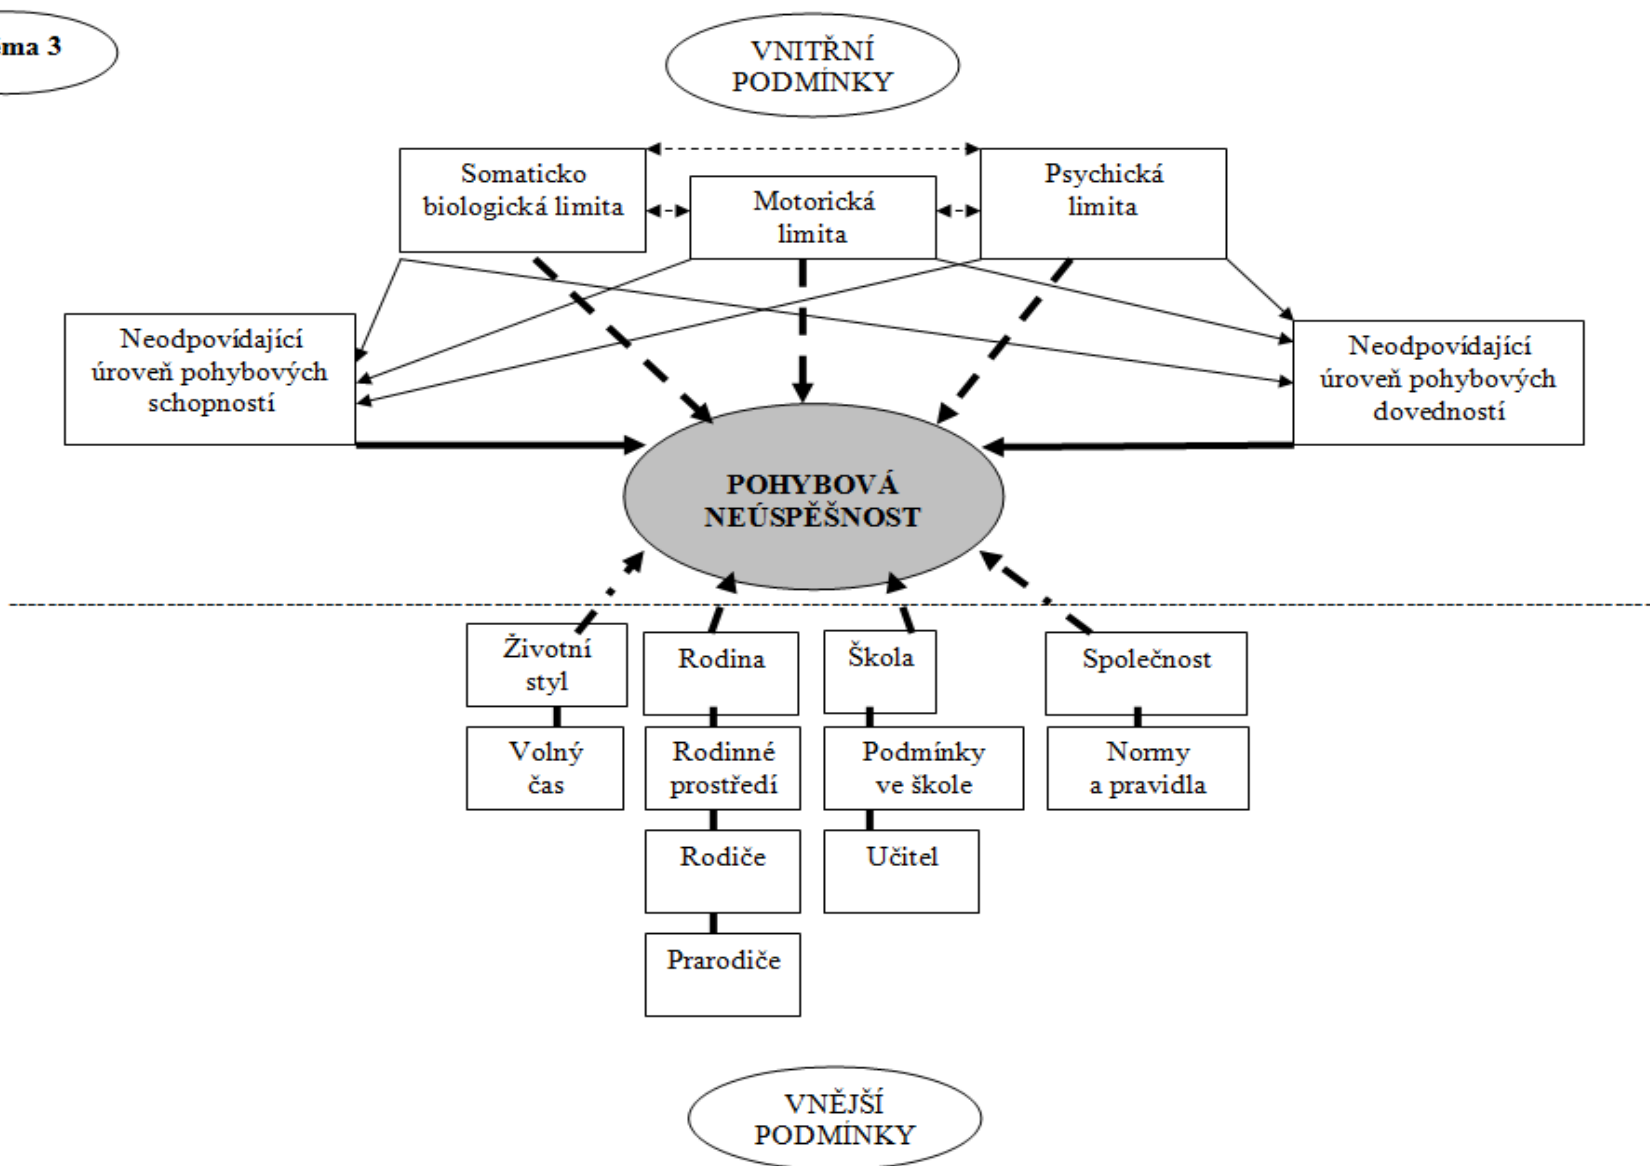 ma 3
VNITŘNÍ
PODMÍNKY
Somaticko
biologická limita
Motorická
limita
Psychická
limita
Neodpovídající
úroveň pohybových
schopností
Neodpovídající
úroveň pohybových
dovedností
POHYBOVÁ
NEÚSPĚŠNOST
Životní
styl
Rodina
Škola
Společnost
Volný
čas
Rodinné
prostředí
Podmínky
ve škole
Normy
a pravidla
Rodiče
Učitel
Prarodiče
VNĚJŠÍ
PODMÍNKY